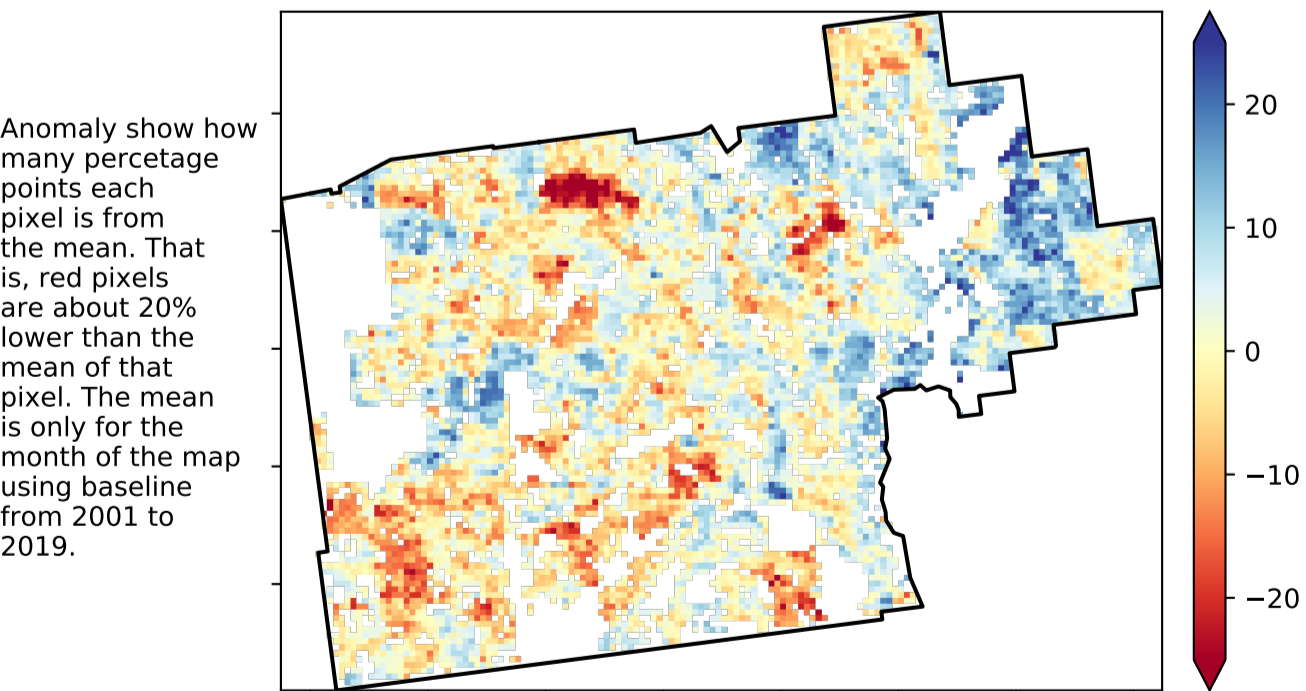 Anomaly show how
many percetage
points each
pixel is from
the mean. That
is, red pixels
are about 20%
lower than the
mean of that
pixel. The mean
is only for the
month of the map
using baseline
from 2001 to
2019.
20
10
0
−10
−20